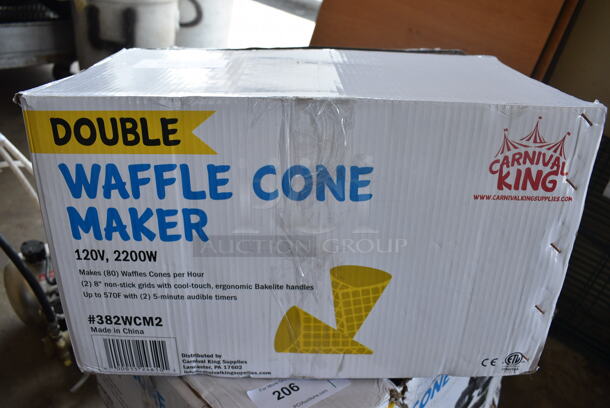 DOUBLE
WAFFLE CONE
MAKER
120V, 2200W
Makes (80) Waffles Cones per Hour
(2) 8" non-stick grids with cool-touch, ergonomic Bakelite handles
Up to 570F with (2) 5-minute audible timers
#382WCM2
Made in China
Distributed by
Carnival King Supplies
Lancaster, PA 17602
CARNIVAL
KING
WWW.CARNIVALKINGSUPPLIES.COM
AUCTION GROUP
CE
206